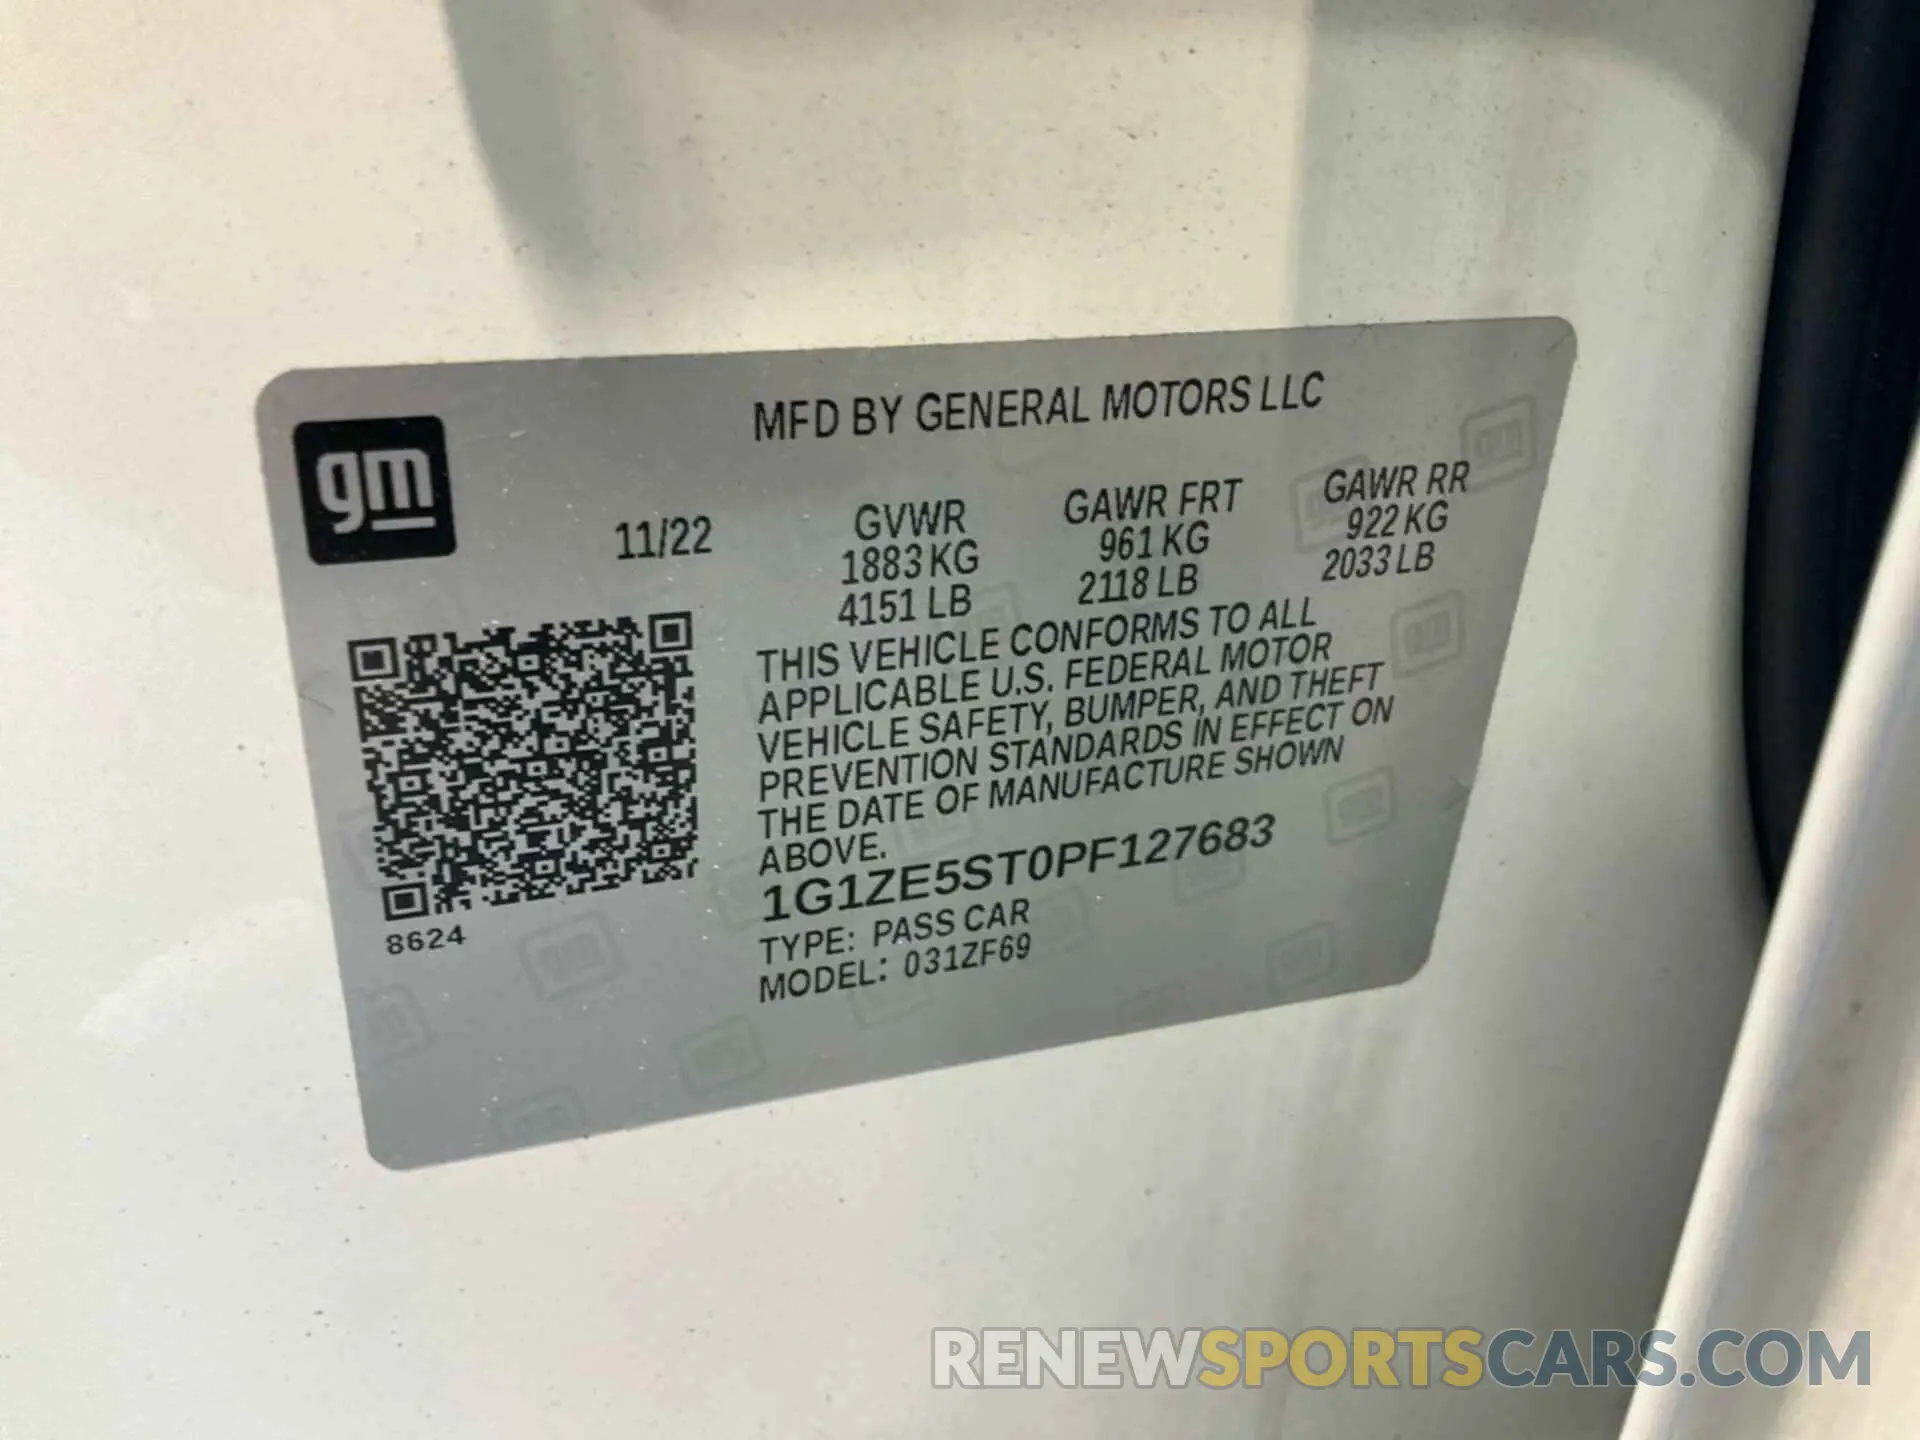 MFD BY GENERAL MOTORS LLC
gm
11/22 GVWR GAWR FRT GAWR RR
1883 KG 961 KG 922 KG
4151 LB 2118 LB 2033 LB
THIS VEHICLE CONFORMS TO ALL
APPLICABLE U.S. FEDERAL MOTOR
VEHICLE SAFETY, BUMPER, AND THEFT
PREVENTION STANDARDS IN EFFECT ON
THE DATE OF MANUFACTURE SHOWN
ABOVE.
1G1ZE5ST0PF127683
8624
TYPE: PASS CAR
MODEL: 031ZF69
RENEWSPORTSCARS.COM